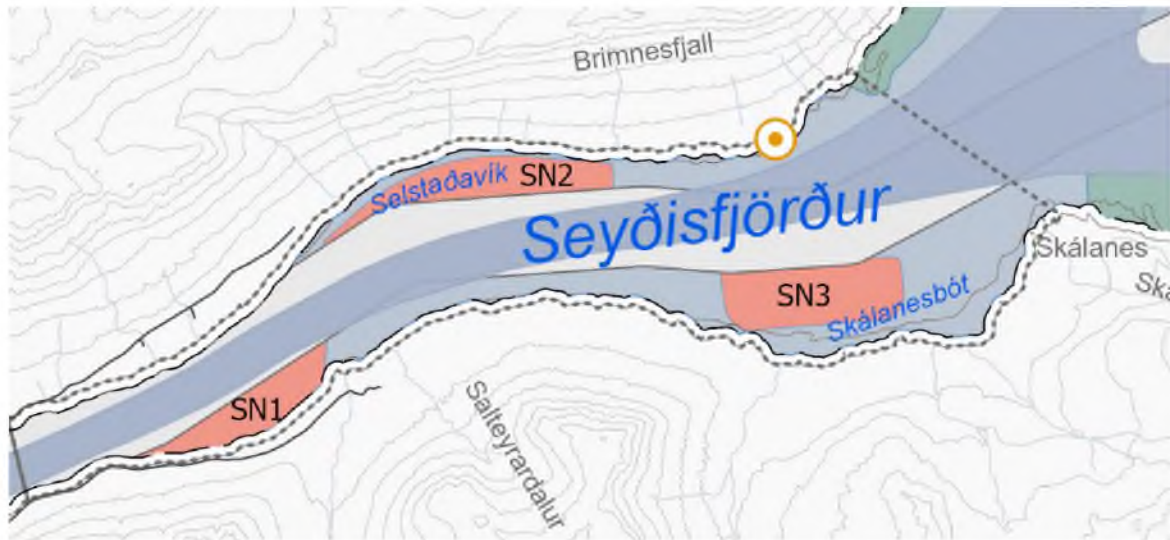 Brimnesfjall
Selstaðavík
SN2
Seyðisfjörður
Skálanes
SN3
Skálanesbót
SN1
Salteyrardalur